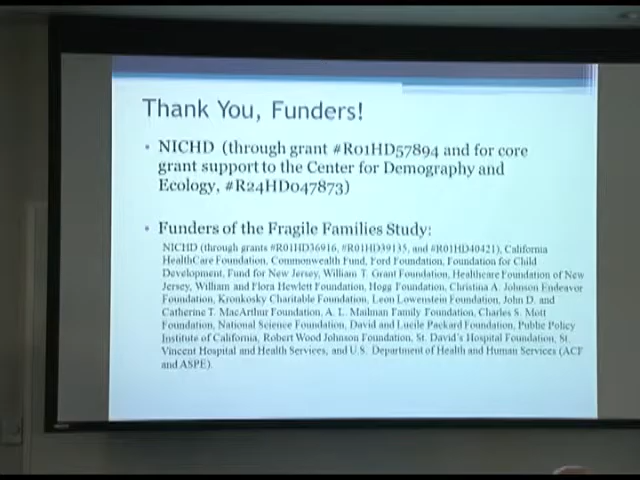 Thank You, Funders!
• NICHD (through grant #R01HD57894 and for core
grant support to the Center for Demography and
Ecology, #R24HD047873)
• Funders of the Fragile Families Study:
NICHD (through grants #R01HD36916, #R01HD39135, and #R01HD40421), California
HealthCare Foundation, Commonwealth Fund, Ford Foundation, Foundation for Child
Development, Fund for New Jersey, William T. Grant Foundation, Healthcare Foundation of New
Jersey, William and Flora Hewlett Foundation, Hogg Foundation, Christina A. Johnson Endeavor
Foundation, Kronkosky Charitable Foundation, Leon Lowenstein Foundation, John D. and
Catherine T. MacArthur Foundation, A. L. Mailman Family Foundation, Charles S. Mott
Foundation, National Science Foundation, David and Lucile Packard Foundation, Public Policy
Institute of California, Robert Wood Johnson Foundation, St. David's Hospital Foundation, St.
Vincent Hospital and Health Services, and U.S. Department of Health and Human Services (ACF
and ASPE).